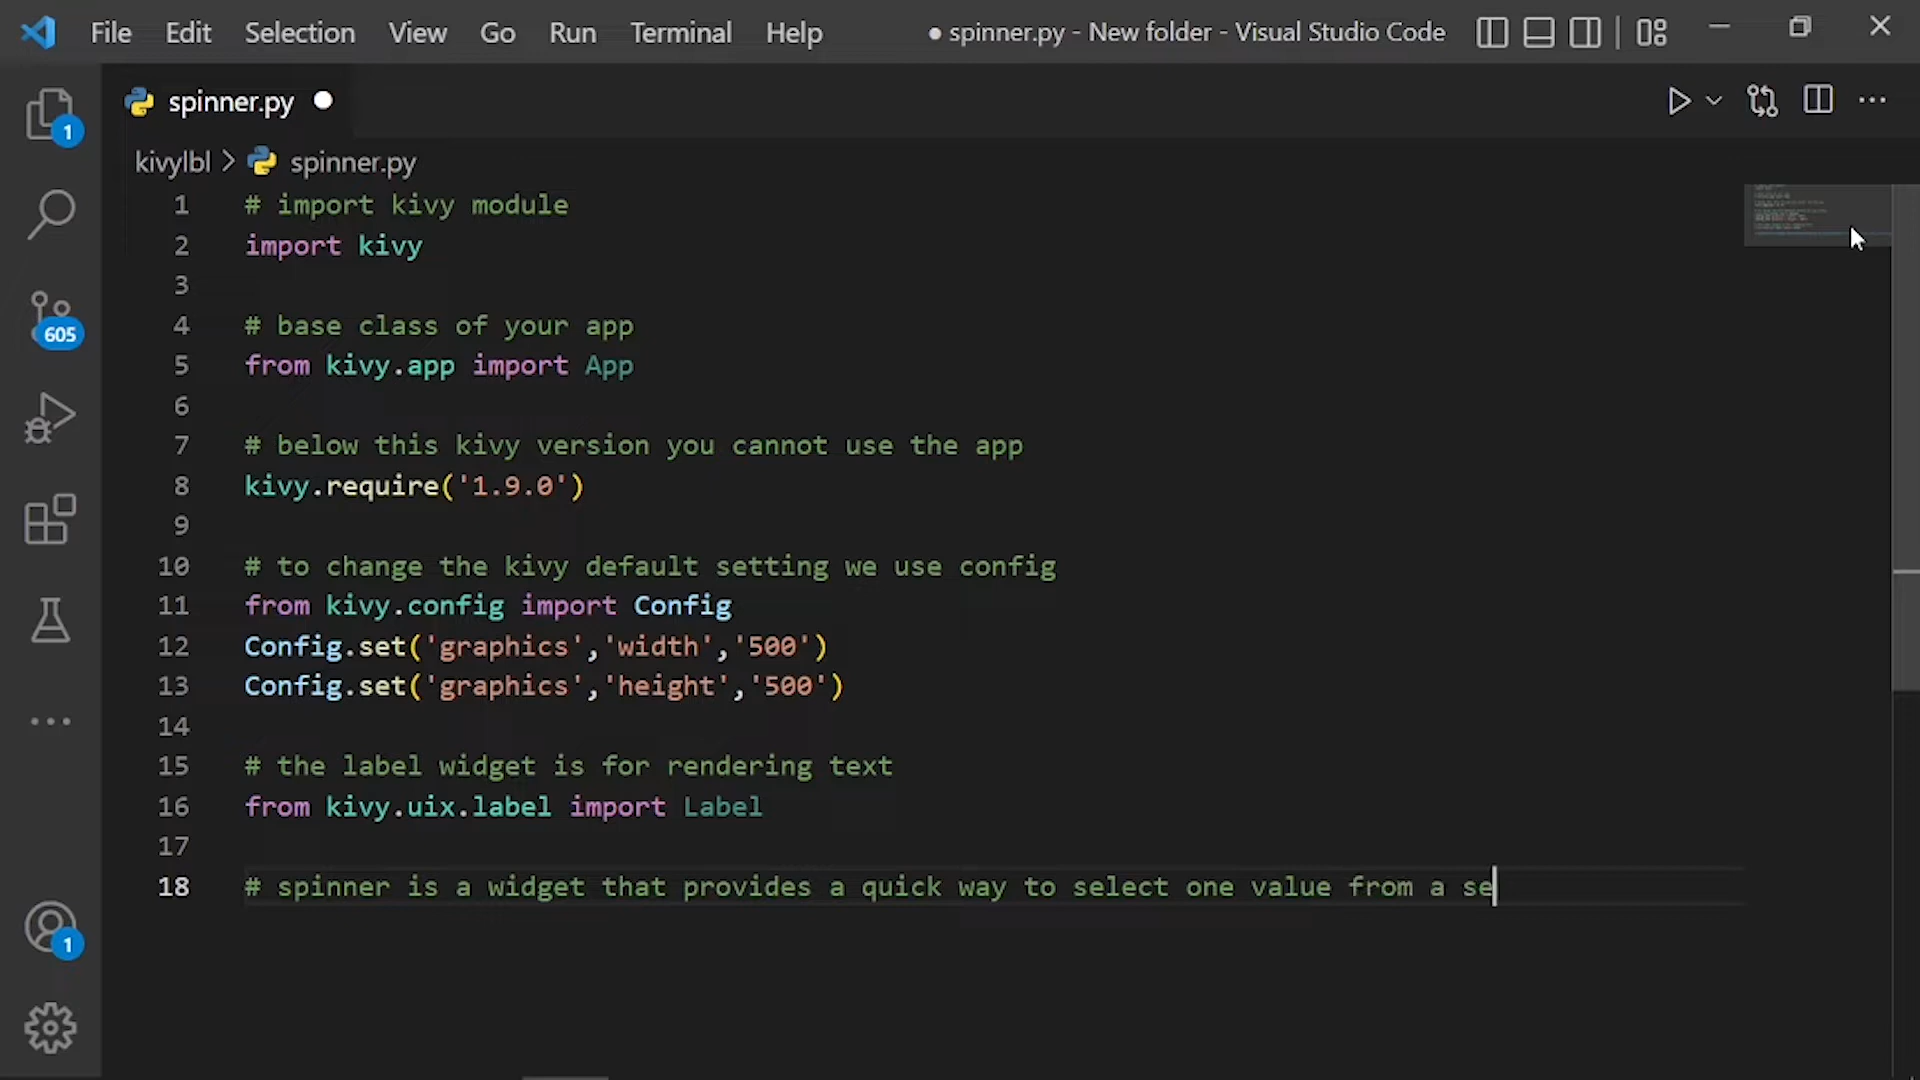 File Edit Selection View Go Run Terminal Help ● spinner.py - New folder - Visual Studio Code
spinner.py
kivylbl > spinner.py
1 # import kivy module
2 import kivy
3
4 # base class of your app
5 from kivy.app import App
6
7 # below this kivy version you cannot use the app
8 kivy.require('1.9.0')
9
10 # to change the kivy default setting we use config
11 from kivy.config import Config
12 Config.set('graphics','width','500')
13 Config.set('graphics','height','500')
14
15 # the label widget is for rendering text
16 from kivy.uix.label import Label
17
18 # spinner is a widget that provides a quick way to select one value from a se
1
605
1